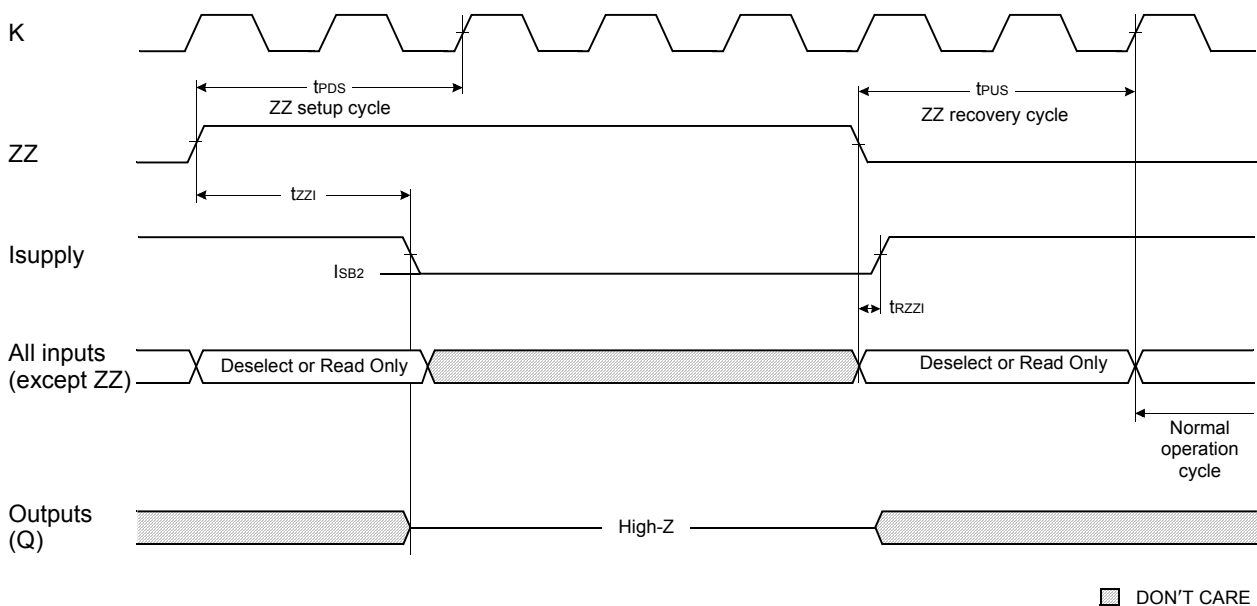 K
tPDS
ZZ setup cycle
tPUS
ZZ recovery cycle
ZZ
tZZI
Isupply
ISB2
tRZZI
All inputs
(except ZZ)
Deselect or Read Only
Deselect or Read Only
Normal
operation
cycle
Outputs
(Q)
High-Z
DON'T CARE